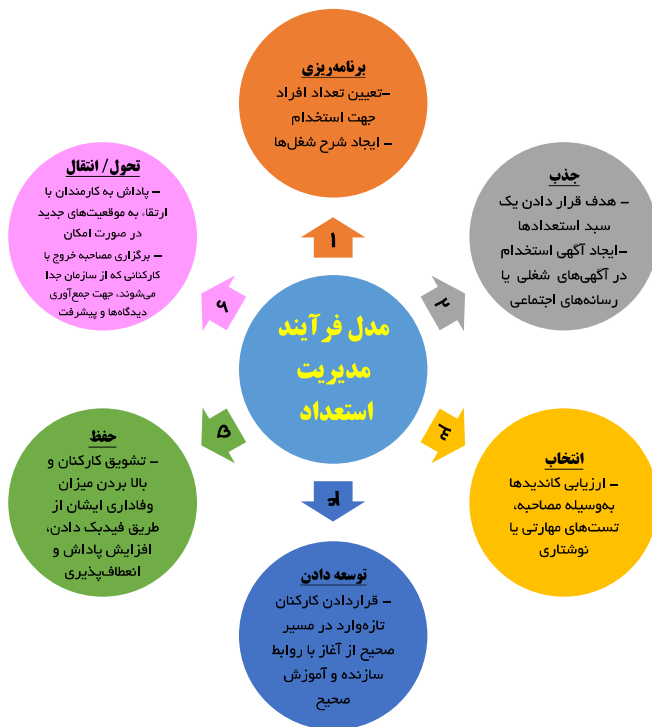 مدل فرآیند
مدیریت
استعداد
۱
برنامه‌ریزی
–تعیین تعداد افراد
جهت استخدام
– ایجاد شرح شغل‌ها
۲
جذب
– هدف قرار دادن یک
سبد استعدادها
–ایجاد آگهی استخدام
در آگهی‌های شغلی یا
رسانه‌های اجتماعی
۳
انتخاب
– ارزیابی کاندیدها
به‌وسیله مصاحبه،
تست‌های مهارتی یا
نوشتاری
۴
توسعه دادن
– قراردادن کارکنان
تازه‌وارد در مسیر
صحیح از آغاز با روابط
سازنده و آموزش
صحیح
۵
حفظ
– تشویق کارکنان و
بالا بردن میزان
وفاداری ایشان از
طریق فیدبک دادن،
افزایش پاداش و
انعطاف‌پذیری
۶
تحول/ انتقال
– پاداش به کارمندان با
ارتقاء به موقعیت‌های جدید
در صورت امکان
– برگزاری مصاحبه خروج با
کارکنانی که از سازمان جدا
می‌شوند، جهت جمع‌آوری
دیدگاه‌ها و پیشرفت